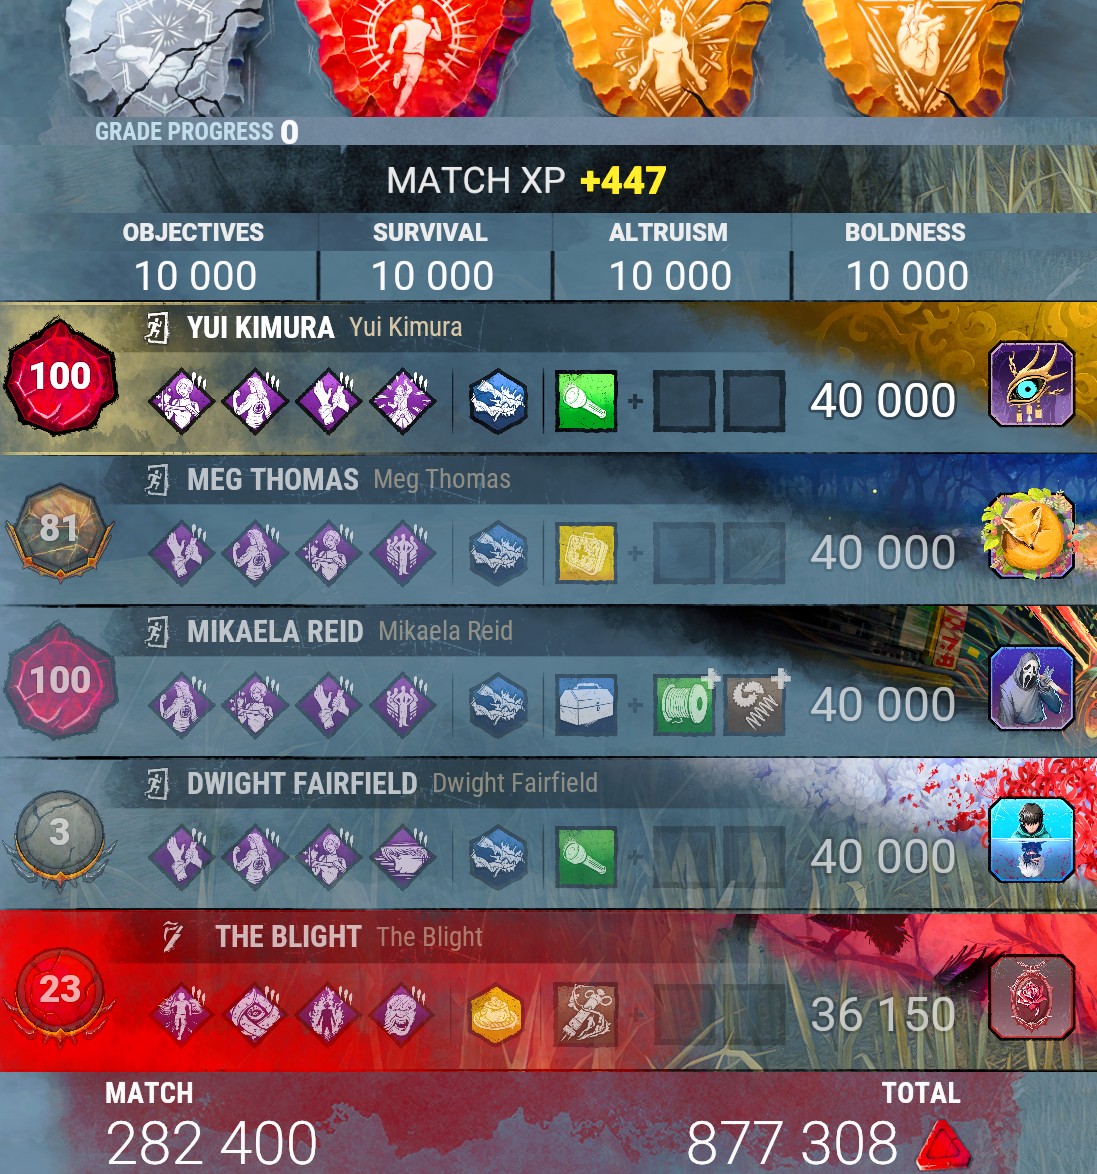 GRADE PROGRESS 0
MATCH XP +447
OBJECTIVES SURVIVAL ALTRUISM BOLDNESS
10 000 10 000 10 000 10 000
YUI KIMURA Yui Kimura
100 40 000
MEG THOMAS Meg Thomas
81 40 000
MIKAELA REID Mikaela Reid
100 40 000
DWIGHT FAIRFIELD Dwight Fairfield
3 40 000
THE BLIGHT The Blight
23 36 150
MATCH TOTAL
282 400 877 308